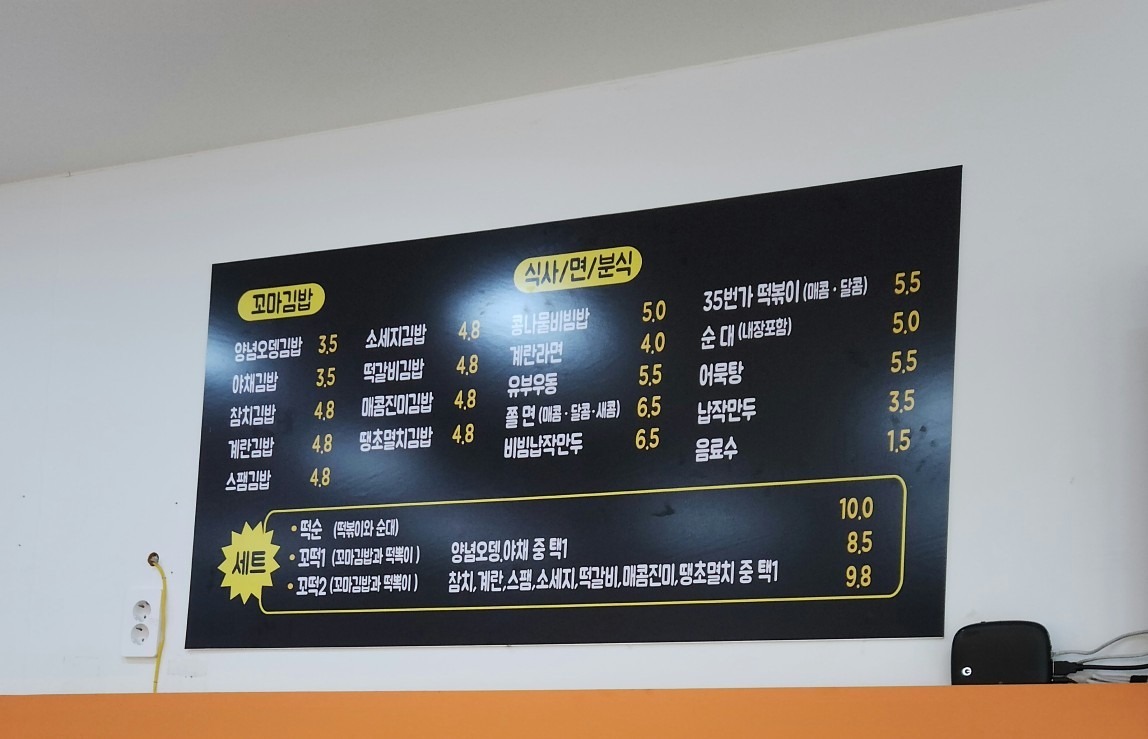 꼬마김밥
양념오뎅김밥 3.5
야채김밥 3.5
참치김밥 4.8
계란김밥 4.8
스팸김밥 4.8
소세지김밥 4.8
떡갈비김밥 4.8
매콤진미김밥 4.8
땡초멸치김밥 4.8
식사/면/분식
콩나물비빔밥 5.0
계란라면 4.0
유부우동 5.5
쫄면 (매콤·달콤·새콤) 6.5
비빔납작만두 6.5
35번가 떡볶이 (매콤·달콤) 5.5
순대 (내장포함) 5.0
어묵탕 5.5
납작만두 3.5
음료수 1.5
세트
• 떡순 (떡볶이와 순대) 10.0
• 꼬떡1 (꼬마김밥과 떡뽁이) 양념오뎅,야채 중 택1 8.5
• 꼬떡2 (꼬마김밥과 떡뽁이) 참치,계란,스팸,소세지,떡갈비,매콤진미,땡초멸치 중 택1 9.8